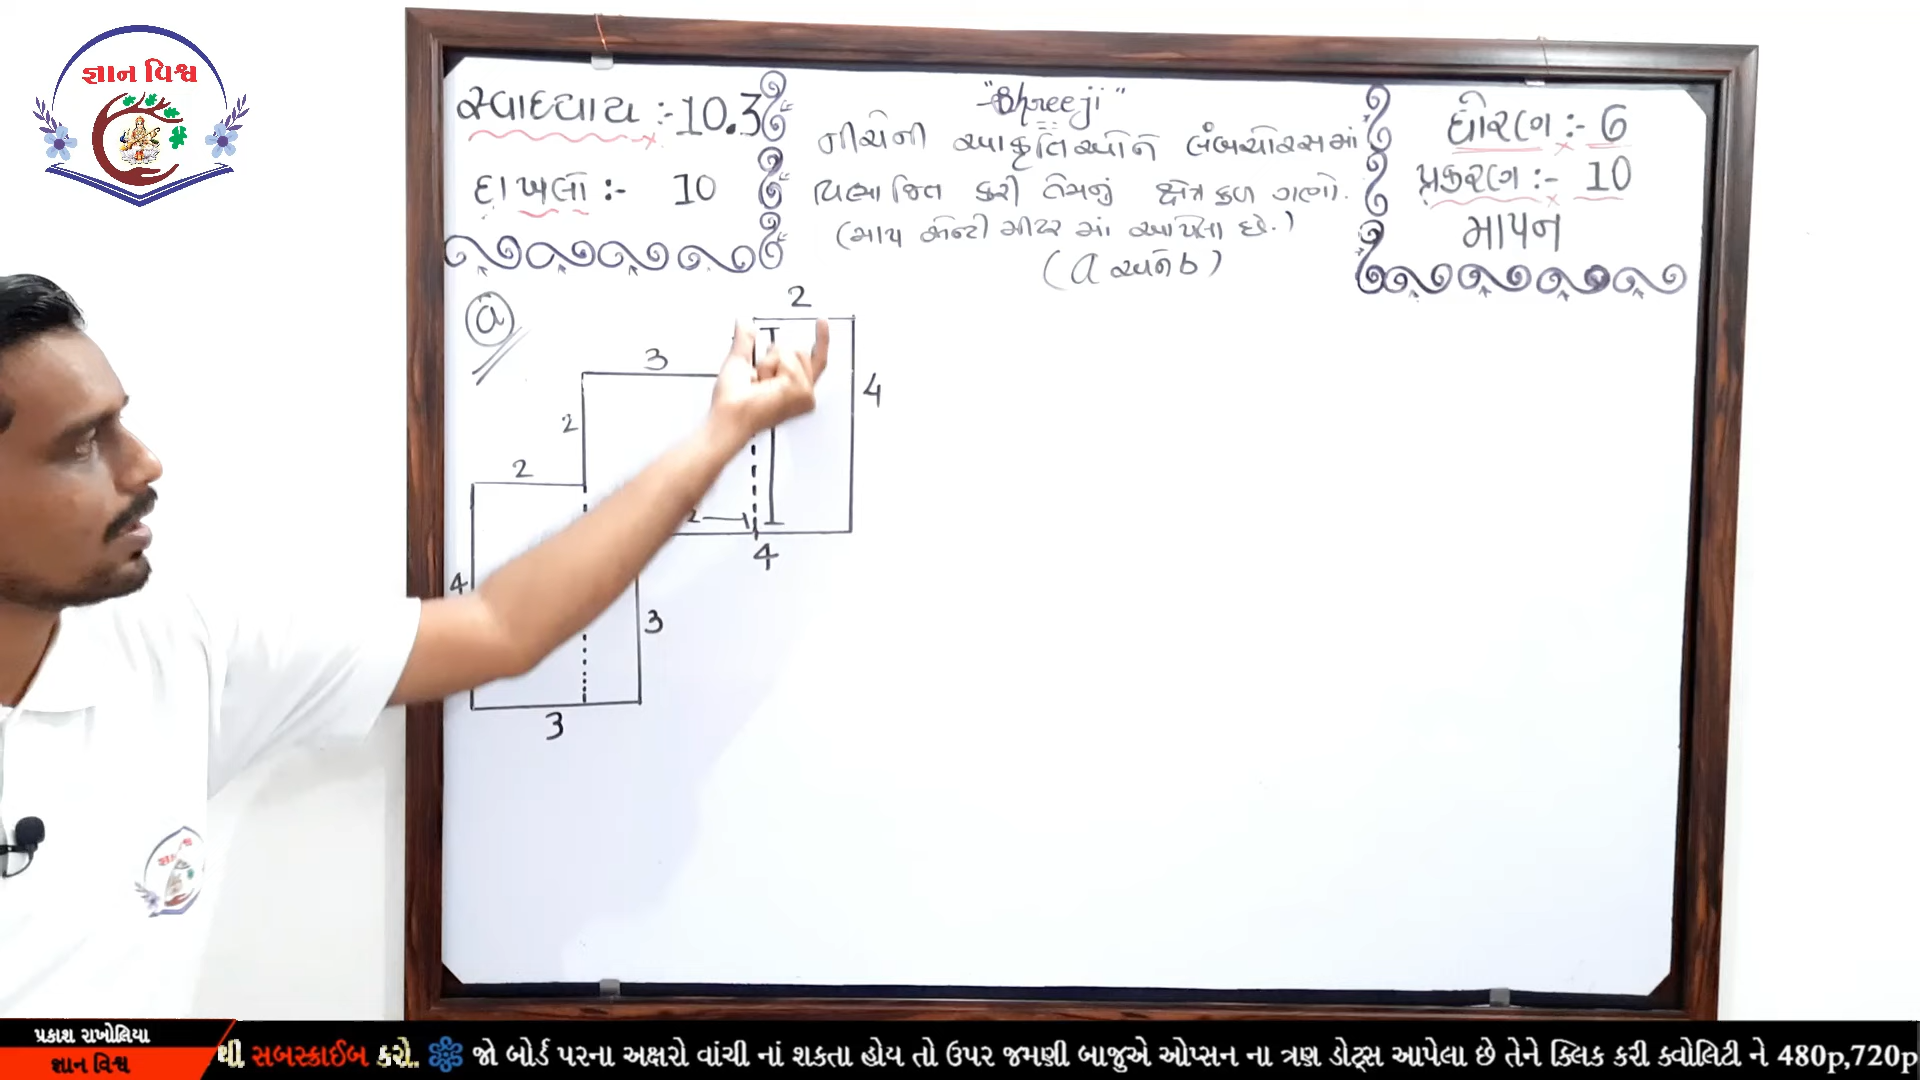 જ્ઞાન વિશ્વ
સ્વાધ્યાય :- 10.3
દાખલો :- 10
"Shreeji"
નીચેની આકૃતિઓને લંબચોરસમાં
વિભાજિત કરી તેમનું ક્ષેત્રફળ ગણો.
(માપ સેન્ટીમીટર માં આપેલા છે.)
(a અને b)
ધોરણ :- 6
પ્રકરણ :- 10
માપન
a
2
3
4
2
2
2
4
4
3
3
પ્રકાશ રાખોલિયા
જ્ઞાન વિશ્વ
થી સબસ્ક્રાઈબ કરો. જો બોર્ડ પરના અક્ષરો વાંચી નાં શકતા હોય તો ઉપર જમણી બાજુએ ઓપ્સન ના ત્રણ ડોટ્સ આપેલા છે તેને ક્લિક કરી ક્વોલિટી ને 480p,720p